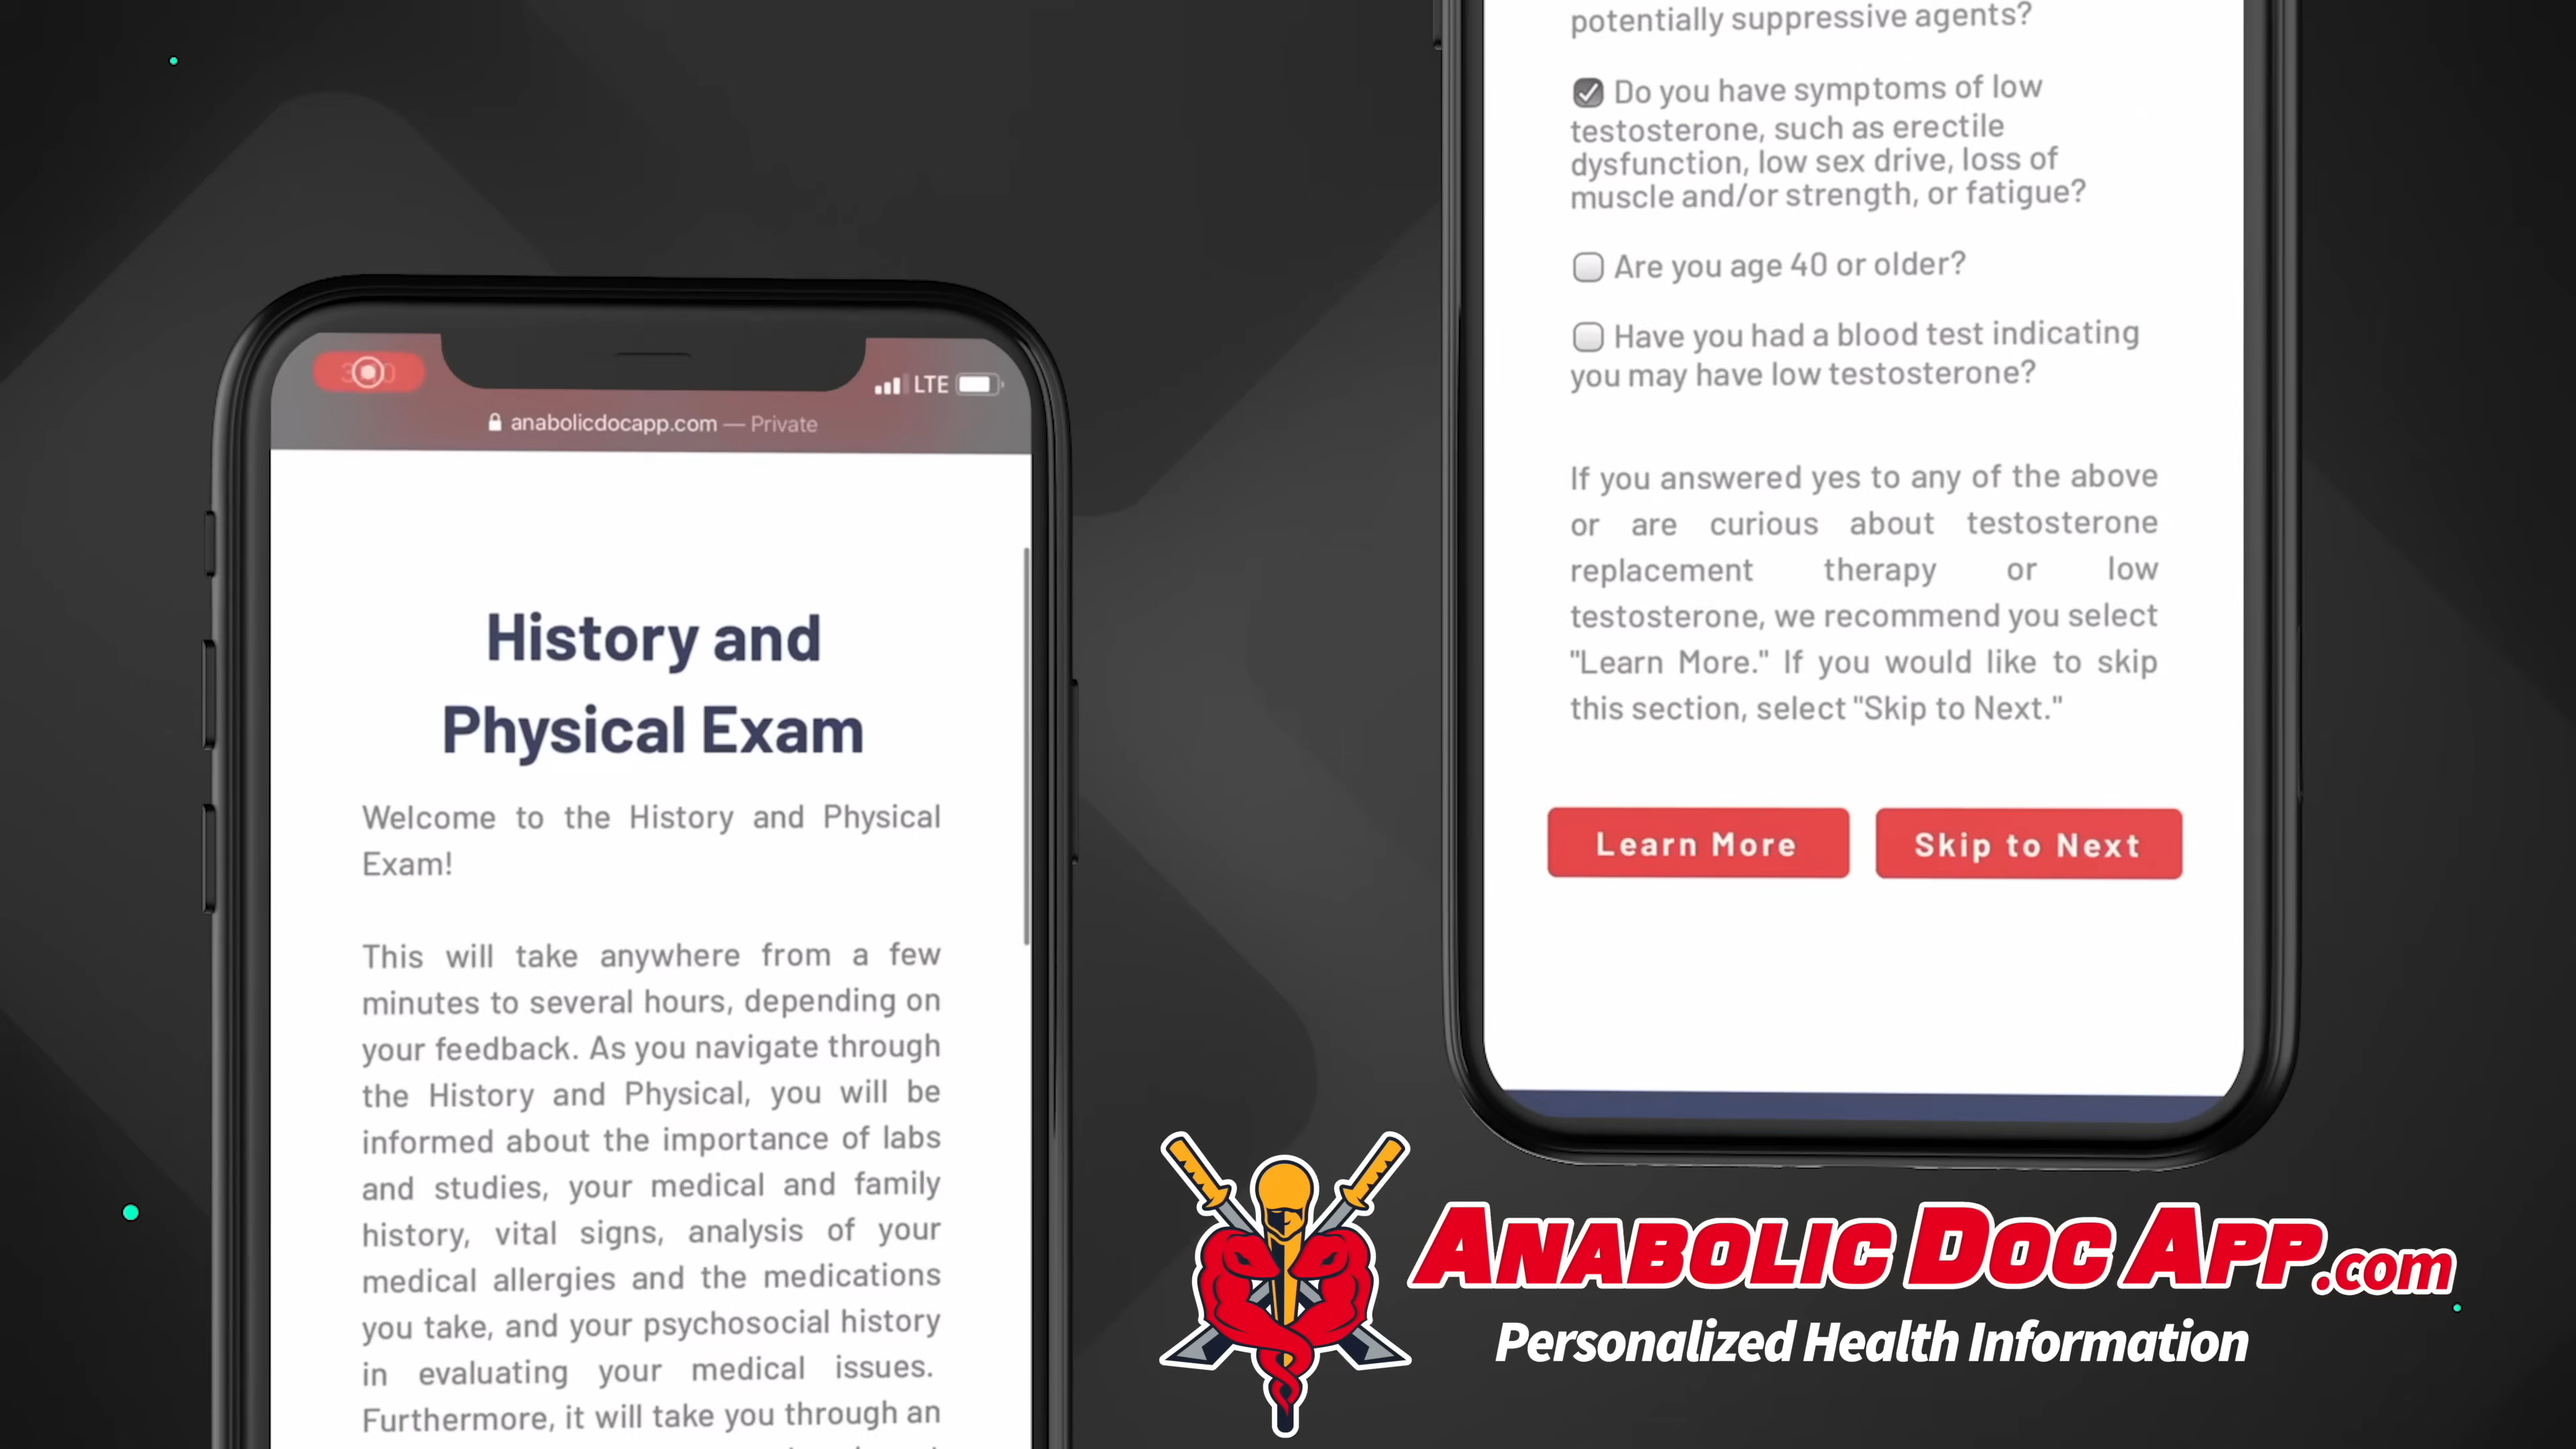 LTE
anabolicdocapp.com — Private
History and
Physical Exam
Welcome to the History and Physical
Exam!
This will take anywhere from a few
minutes to several hours, depending on
your feedback. As you navigate through
the History and Physical, you will be
informed about the importance of labs
and studies, your medical and family
history, vital signs, analysis of your
medical allergies and the medications
you take, and your psychosocial history
in evaluating your medical issues.
Furthermore, it will take you through an
potentially suppressive agents?
Do you have symptoms of low
testosterone, such as erectile
dysfunction, low sex drive, loss of
muscle and/or strength, or fatigue?
Are you age 40 or older?
Have you had a blood test indicating
you may have low testosterone?
If you answered yes to any of the above
or are curious about testosterone
replacement therapy or low
testosterone, we recommend you select
"Learn More." If you would like to skip
this section, select "Skip to Next."
Learn More
Skip to Next
ANABOLIC DOC APP.com
Personalized Health Information